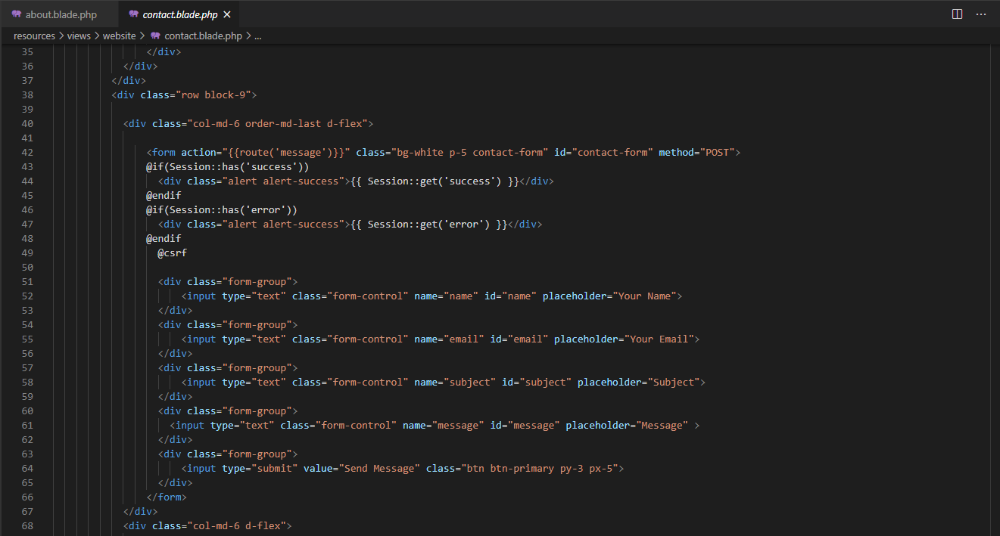 about.blade.php contact.blade.php ×
resources > views > website > contact.blade.php > ...
35 </div>
36 </div>
37 </div>
38 <div class="row block-9">
39
40 <div class="col-md-6 order-md-last d-flex">
41
42 <form action="{{route('message')}}" class="bg-white p-5 contact-form" id="contact-form" method="POST">
43 @if(Session::has('success'))
44 <div class="alert alert-success">{{ Session::get('success') }}</div>
45 @endif
46 @if(Session::has('error'))
47 <div class="alert alert-success">{{ Session::get('error') }}</div>
48 @endif
49 @csrf
50
51 <div class="form-group">
52 <input type="text" class="form-control" name="name" id="name" placeholder="Your Name">
53 </div>
54 <div class="form-group">
55 <input type="text" class="form-control" name="email" id="email" placeholder="Your Email">
56 </div>
57 <div class="form-group">
58 <input type="text" class="form-control" name="subject" id="subject" placeholder="Subject">
59 </div>
60 <div class="form-group">
61 <input type="text" class="form-control" name="message" id="message" placeholder="Message" >
62 </div>
63 <div class="form-group">
64 <input type="submit" value="Send Message" class="btn btn-primary py-3 px-5">
65 </div>
66 </form>
67 </div>
68 <div class="col-md-6 d-flex">